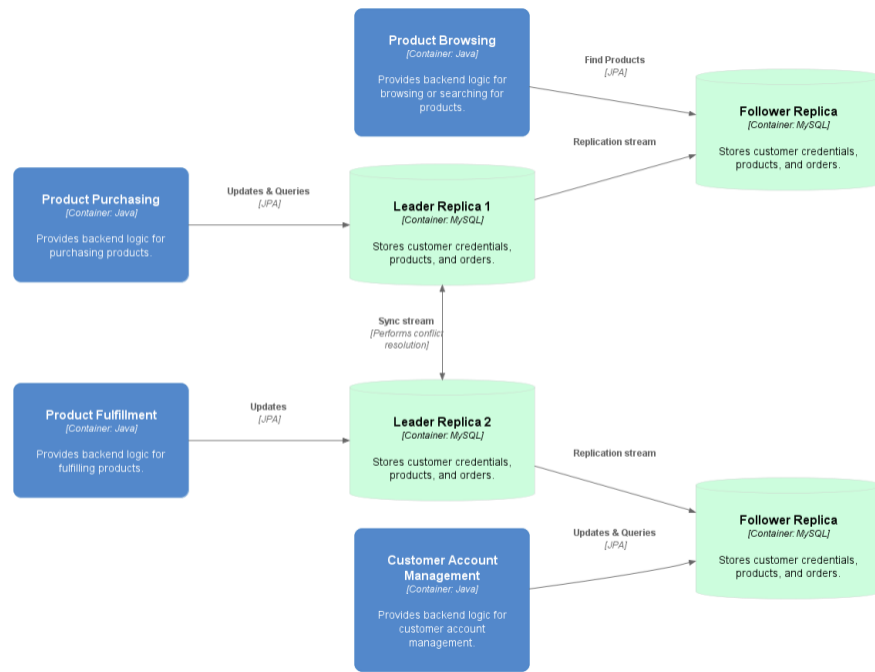 Product Browsing
[Container: Java]
Provides backend logic for
browsing or searching for
products.
Find Products
[JPA]
Follower Replica
[Container: MySQL]
Stores customer credentials,
products, and orders.
Replication stream
Product Purchasing
[Container: Java]
Provides backend logic for
purchasing products.
Updates & Queries
[JPA]
Leader Replica 1
[Container: MySQL]
Stores customer credentials,
products, and orders.
Sync stream
[Performs conflict
resolution]
Product Fulfillment
[Container: Java]
Provides backend logic for
fulfilling products.
Updates
[JPA]
Leader Replica 2
[Container: MySQL]
Stores customer credentials,
products, and orders.
Replication stream
Follower Replica
[Container: MySQL]
Stores customer credentials,
products, and orders.
Updates & Queries
[JPA]
Customer Account
Management
[Container: Java]
Provides backend logic for
customer account
management.